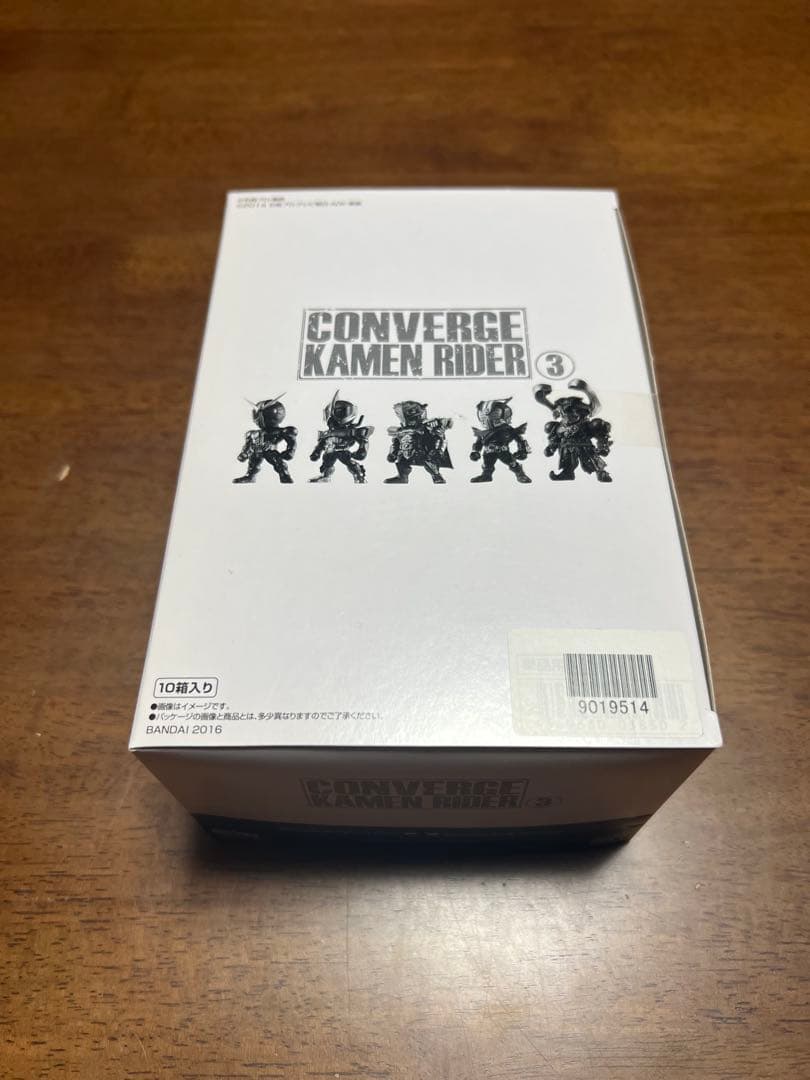 CONVERGE
KAMEN RIDER ③
10箱入り
●画像はイメージです。
●パッケージの画像と商品とは、多少異なりますのでご了承ください。
BANDAI 2016
9019514
CONVERGE
KAMEN RIDER 3